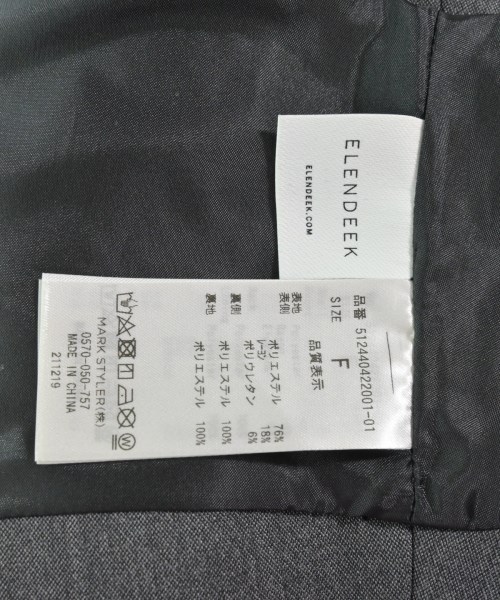 ELENDEEK
ELENDEEK.COM
品番 512440422001-01
SIZE F
品質表示
表地
表側 ポリエステル 76%
レーヨン 18%
ポリウレタン 6%
裏側 ポリエステル 100%
裏地 ポリエステル 100%
MARK STYLER(株)
0570-050-757
MADE IN CHINA
211219